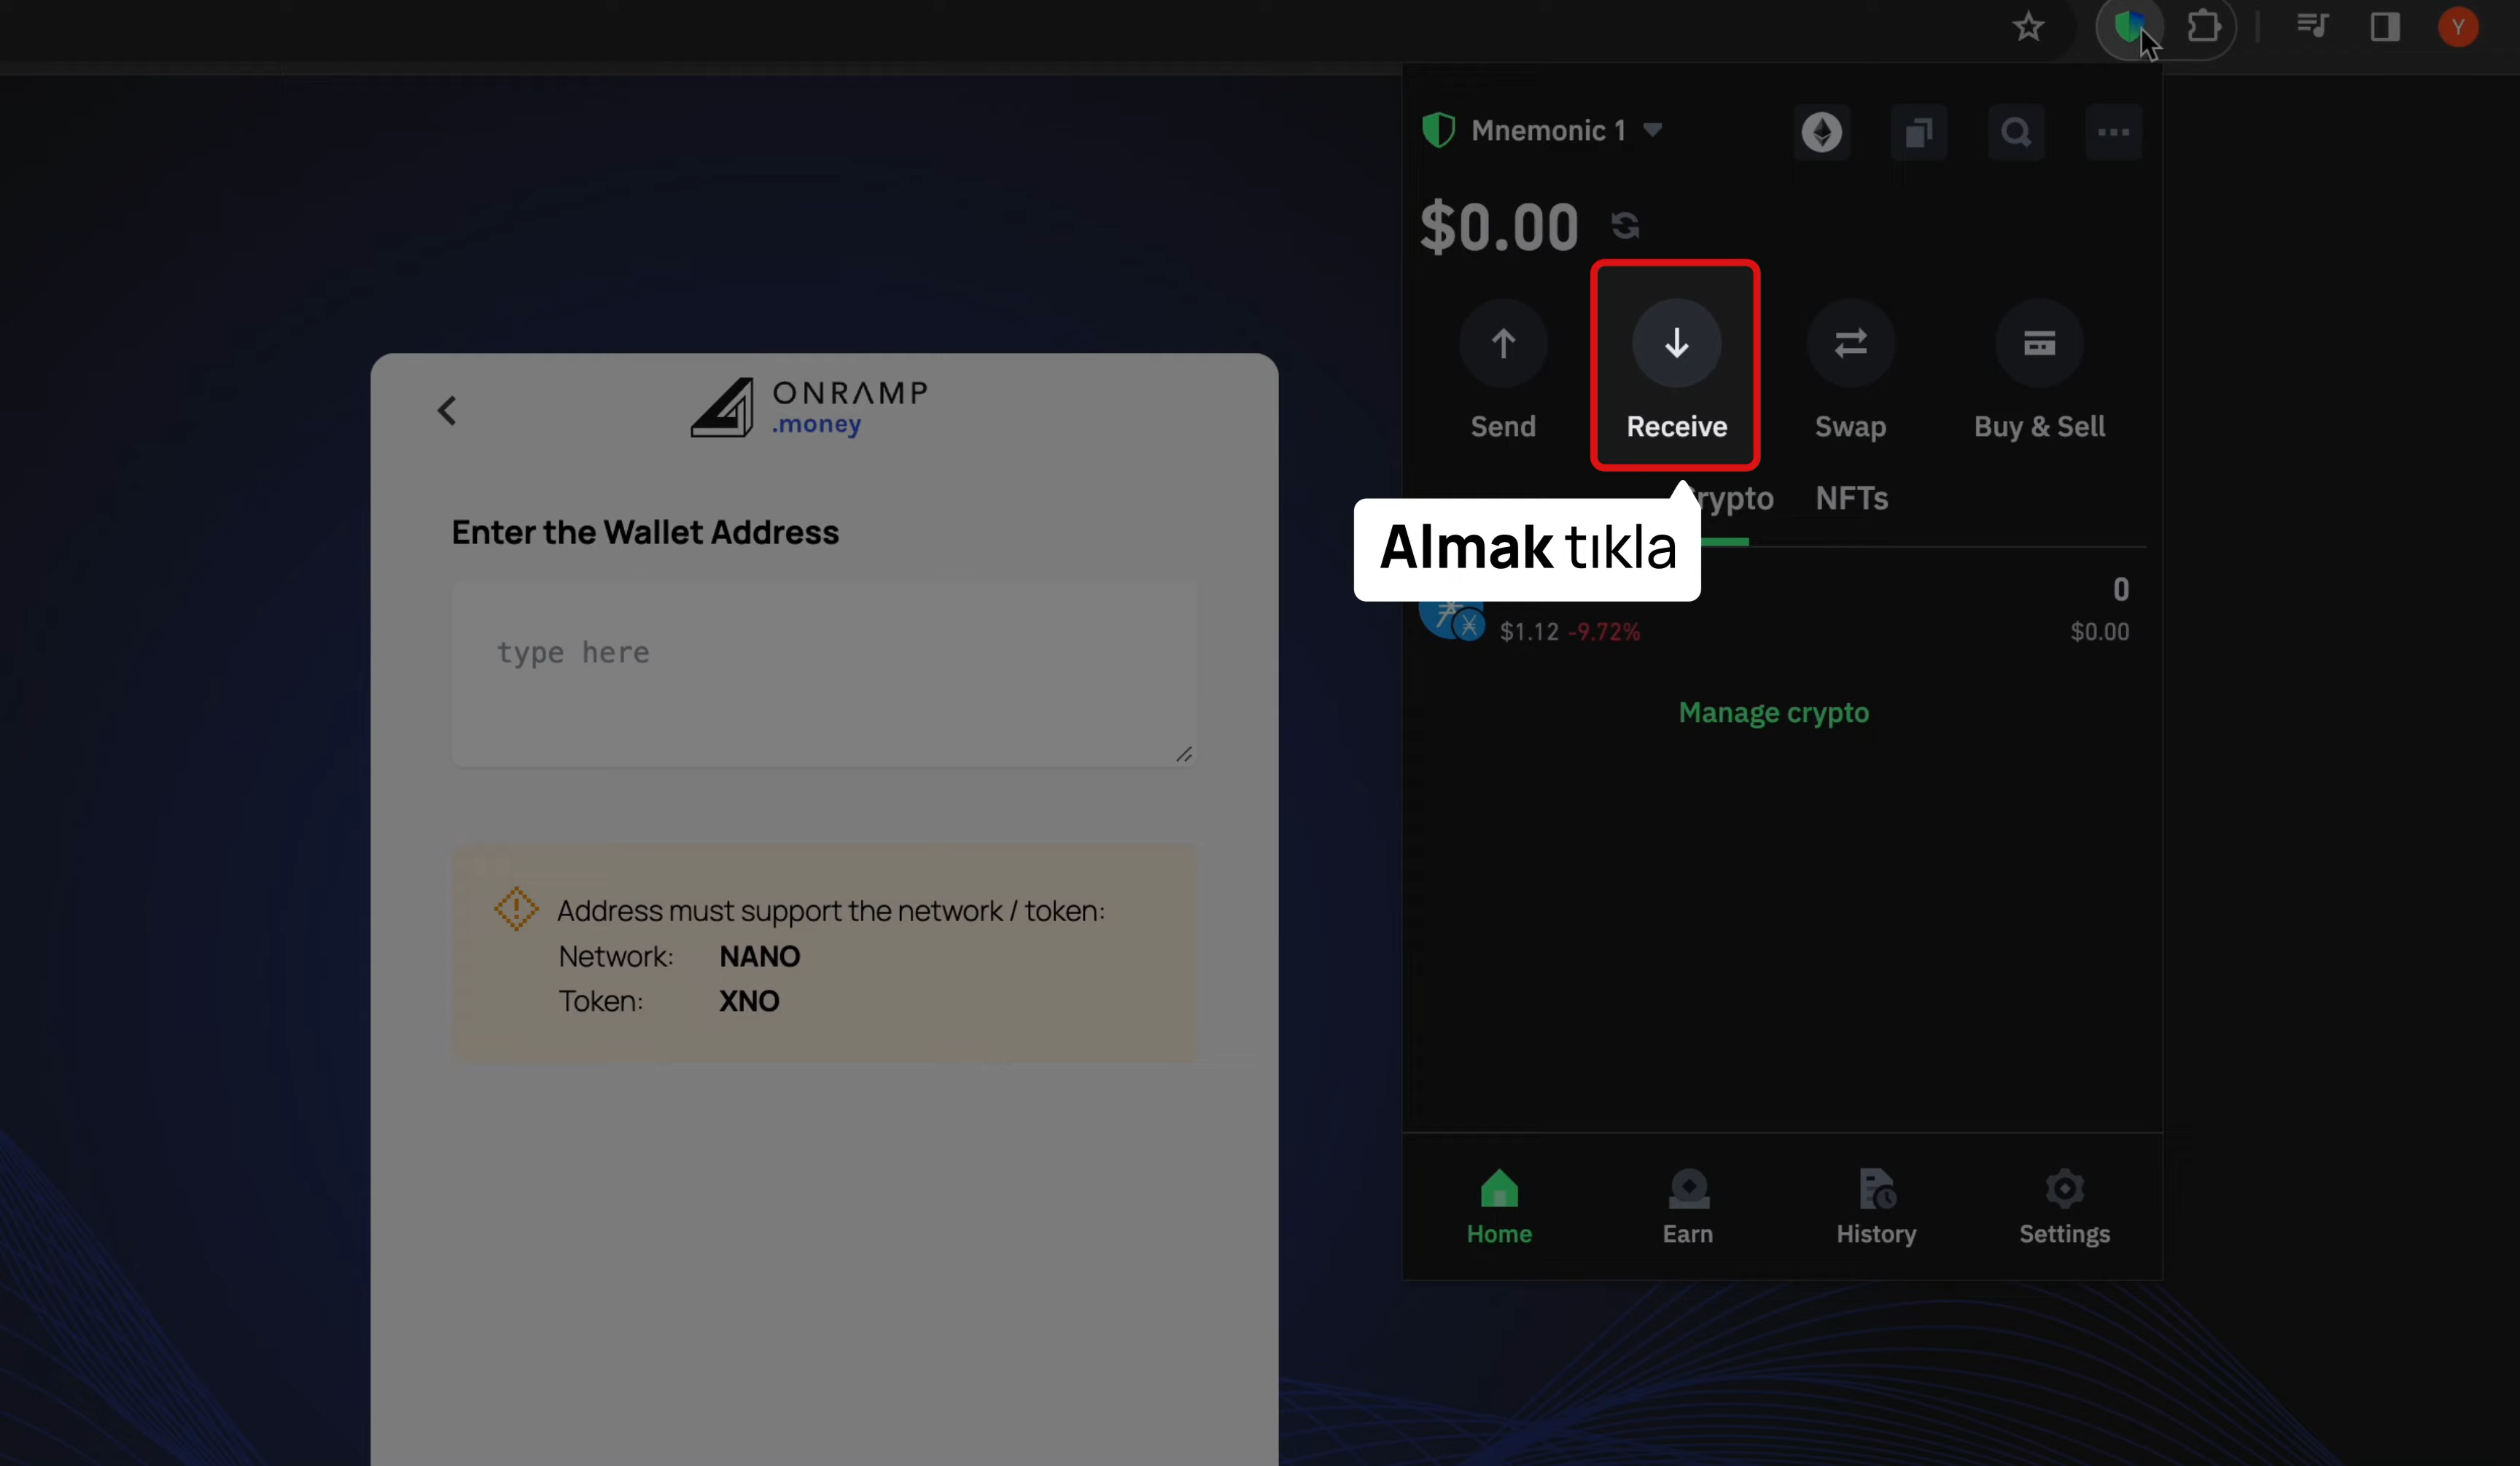 Y
Mnemonic 1
$0.00
Send
Receive
Swap
Buy & Sell
Crypto
NFTs
Almak tıkla
0
$1.12 -9.72%
$0.00
Manage crypto
Home
Earn
History
Settings
ONRAMP
.money
Enter the Wallet Address
type here
Address must support the network / token:
Network: NANO
Token: XNO